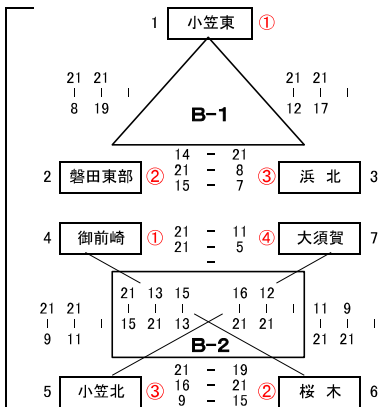 1 小笠東 ①
21 21 21 21
| | | | | |
8 19 12 17
B-1
14 - 21
2 磐田東部 ② 21 - 8 ③ 浜 北 3
15 - 7
4 御前崎 ① 21 - 11 ④ 大須賀 7
21 - 5
-
21 13 15 16 12
21 21 | | | | | | 11 9
| | | 15 21 13 21 21 | | |
9 11 21 21
B-2
21 - 19
5 小笠北 ③ 16 - 21 ② 桜 木 6
9 - 15